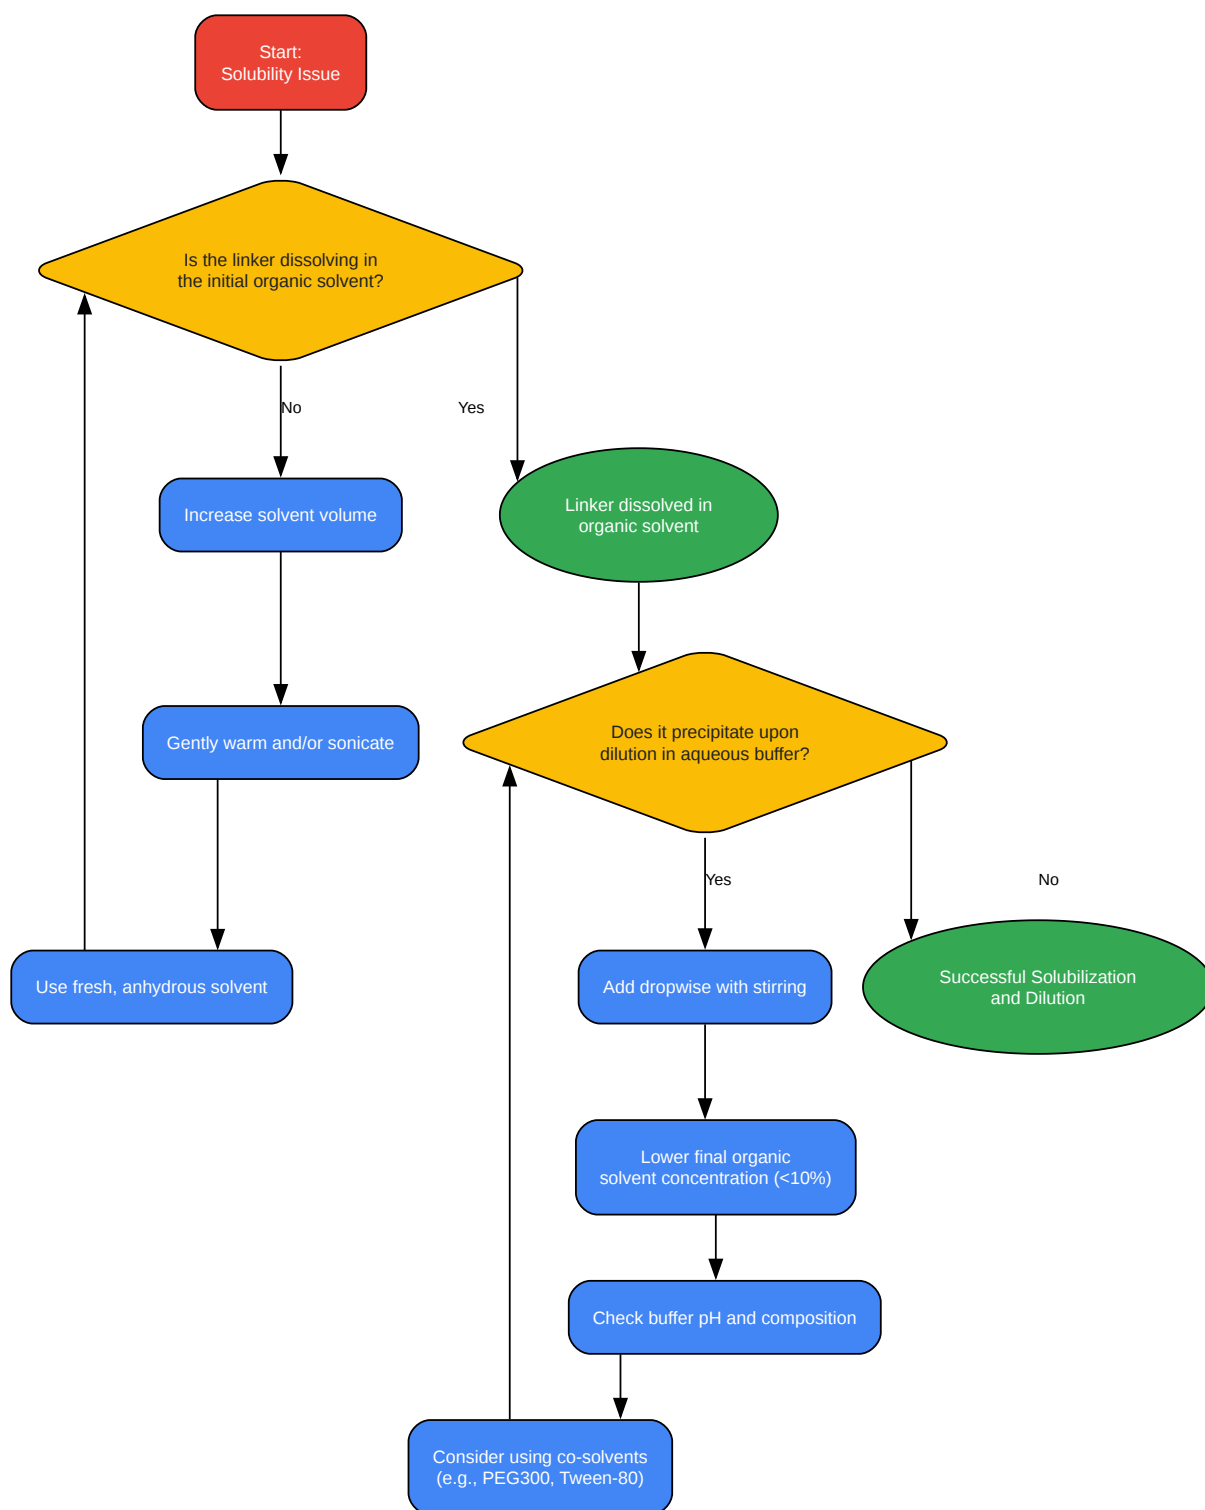 Start:
Solubility Issue
Is the linker dissolving in
the initial organic solvent?
No
Yes
Increase solvent volume
Linker dissolved in
organic solvent
Gently warm and/or sonicate
Does it precipitate upon
dilution in aqueous buffer?
Yes
No
Use fresh, anhydrous solvent
Add dropwise with stirring
Successful Solubilization
and Dilution
Lower final organic
solvent concentration (<10%)
Check buffer pH and composition
Consider using co-solvents
(e.g., PEG300, Tween-80)